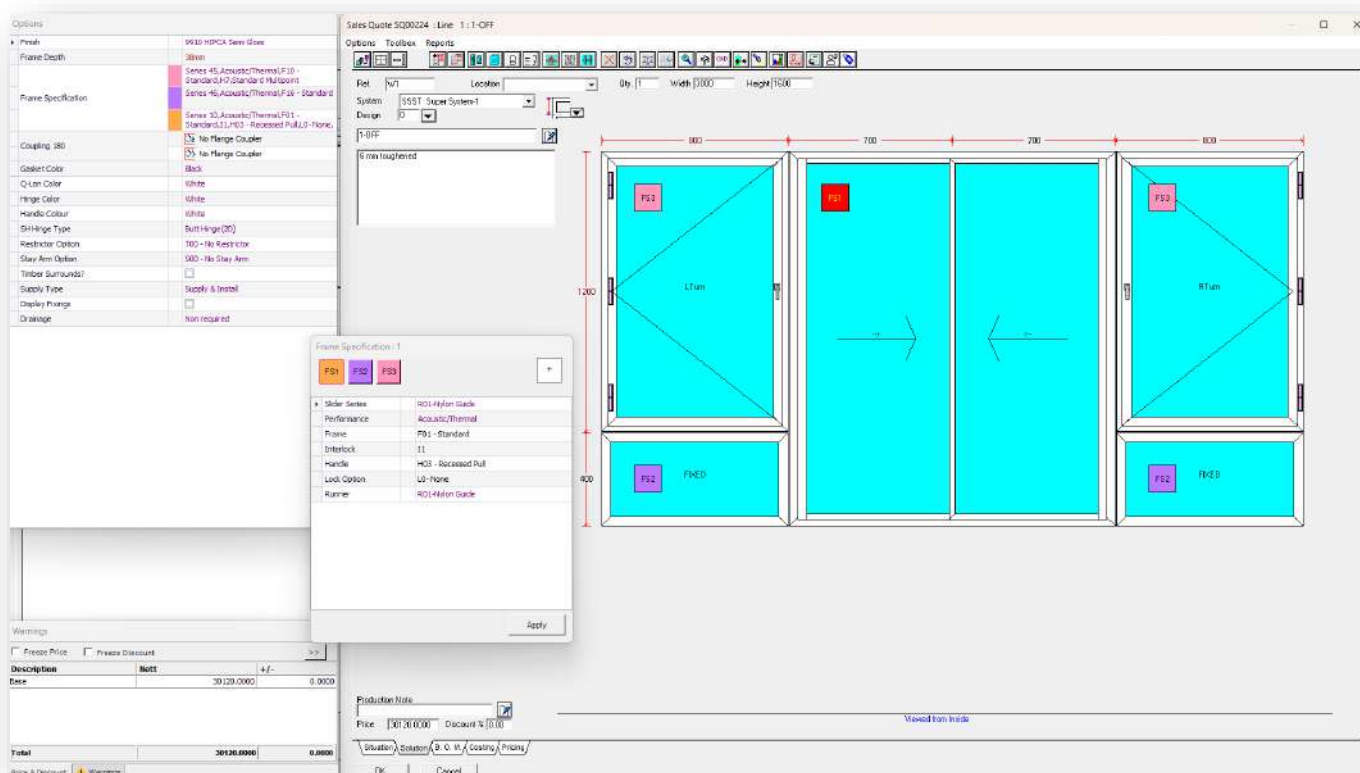 Options
Finish 9910 HIPCA Semi Gloss
Frame Depth 38mm
Frame Specification
Series 45,Acoustic/Thermal,F10 -
Standard,H7,Standard Multipoint
Series 46,Acoustic/Thermal,F16 - Standard
Series 10,Acoustic/Thermal,F01 -
Standard,I1,H03 - Recessed Pull,L0-None,
Coupling 180
No Flange Coupler
No Flange Coupler
Gasket Color Black
Q-Lon Color White
Hinge Color White
Handle Colour White
SH Hinge Type Butt Hinge(2D)
Restrictor Option T00 - No Restrictor
Stay Arm Option S00 - No Stay Arm
Timber Surrounds?
Supply Type Supply & Install
Display Fixings
Drainage Non required
Sales Quote SQ00224 : Line 1 : 1-OFF
Options Toolbox Reports
Ref. W1 Location Qty. 1 Width 3000 Height 1600
System SSST Super System-1
Design 0
1-OFF
6 mm toughened
800 700 700 800
FS3 FS1 FS3
1200 LTurn RTurn
400 FS2 FIXED FS2 FIXED
Frame Specification : 1
FS1 FS2 FS3 +
Slider Series R01-Nylon Guide
Performance Acoustic/Thermal
Frame F01 - Standard
Interlock I1
Handle H03 - Recessed Pull
Lock Option L0-None
Runner R01-Nylon Guide
Apply
Warnings
Freeze Price Freeze Discount >>
Description Nett +/-
Base 30120.0000 0.0000
Total 30120.0000 0.0000
Price & Discount Warnings
Production Note
Price 30120.0000 Discount % 0.00
Viewed from Inside
Situation Solution B. O. M. Costing Pricing
OK Cancel